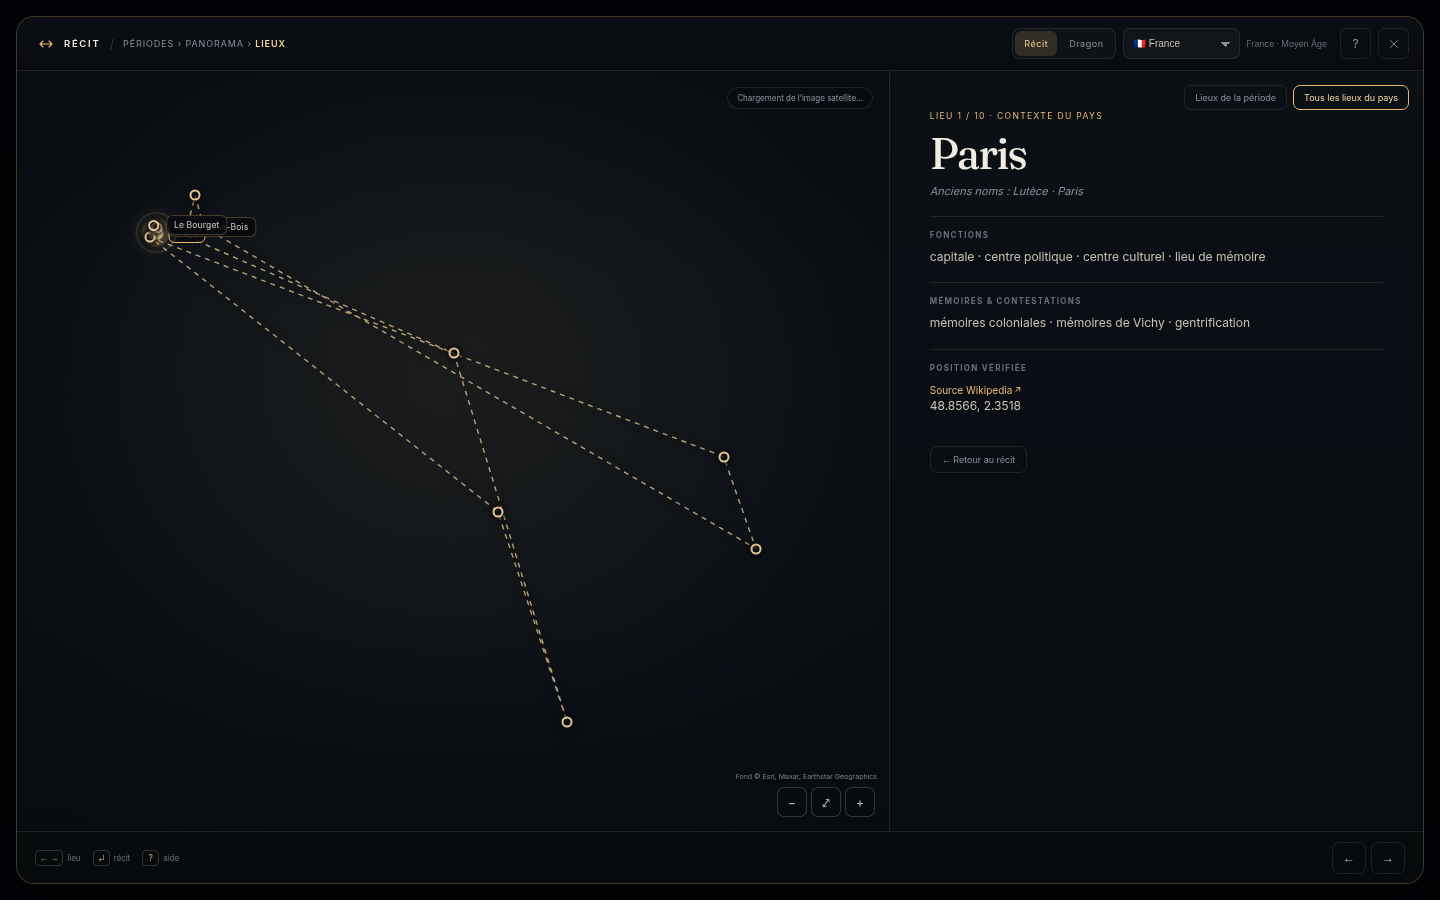 RÉCIT / PÉRIODES › PANORAMA › LIEUX
Récit
Dragon
France
France · Moyen Âge
?
Chargement de l'image satellite…
Lieux de la période
Tous les lieux du pays
LIEU 1 / 10 · CONTEXTE DU PAYS
Paris
Anciens noms : Lutèce · Paris
FONCTIONS
capitale · centre politique · centre culturel · lieu de mémoire
MÉMOIRES & CONTESTATIONS
mémoires coloniales · mémoires de Vichy · gentrification
POSITION VÉRIFIÉE
Source Wikipedia ↗
48.8566, 2.3518
← Retour au récit
Le Bourget
-Bois
Fond © Esri, Maxar, Earthstar Geographics
− ⤢ +
← → lieu ↵ récit ? aide
← →